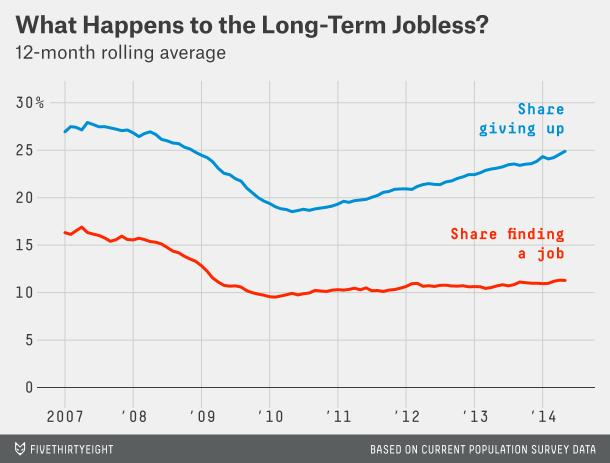 What Happens to the Long-Term Jobless?
12-month rolling average
30%
Share
giving up
25
20
Share finding
a job
15
10
5
0
2007 '08 '09 '10 '11 '12 '13 '14
FIVETHIRTYEIGHT BASED ON CURRENT POPULATION SURVEY DATA